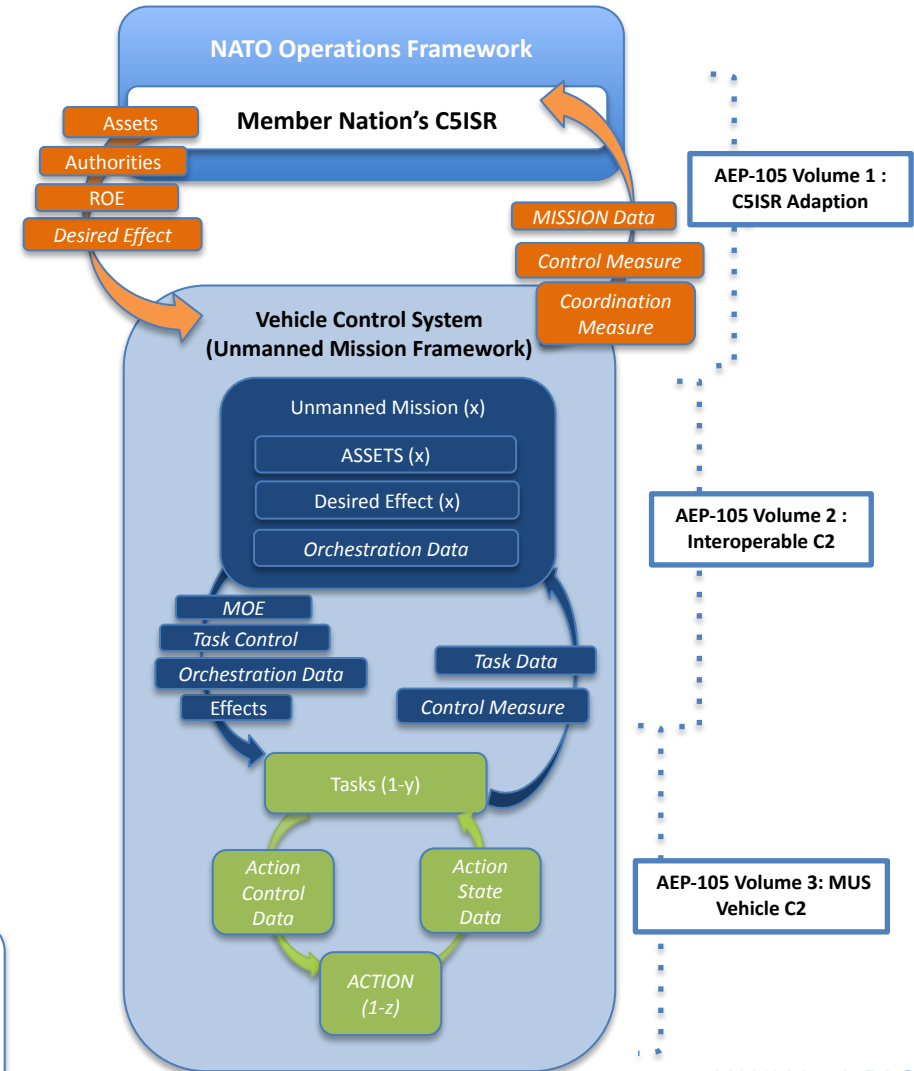 NATO Operations Framework
Member Nation's C5ISR
Assets
Authorities
ROE
Desired Effect
MISSION Data
Control Measure
Coordination
Measure
AEP-105 Volume 1 :
C5ISR Adaption
Vehicle Control System
(Unmanned Mission Framework)
Unmanned Mission (x)
ASSETS (x)
Desired Effect (x)
Orchestration Data
AEP-105 Volume 2 :
Interoperable C2
MOE
Task Control
Orchestration Data
Effects
Task Data
Control Measure
Tasks (1-y)
Action
Control
Data
Action
State
Data
ACTION
(1-z)
AEP-105 Volume 3: MUS
Vehicle C2